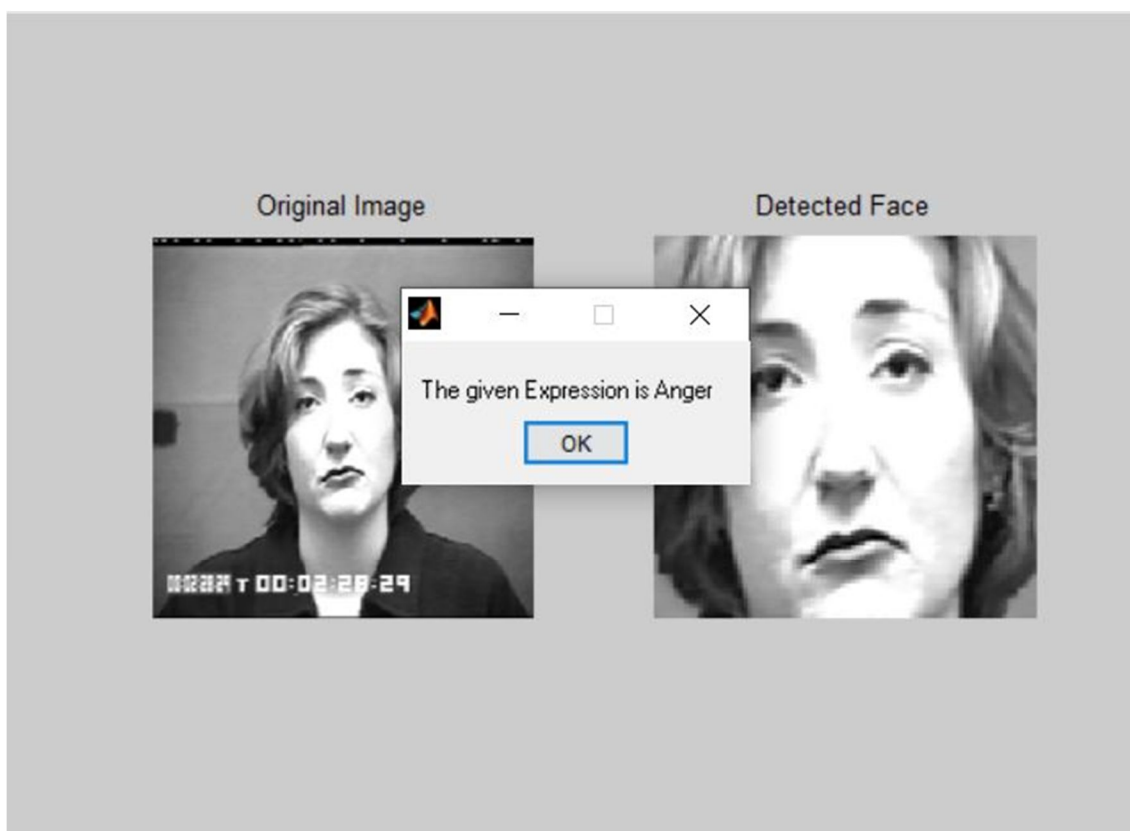 Original Image
Detected Face
The given Expression is Anger
OK
T 00:02:28:29